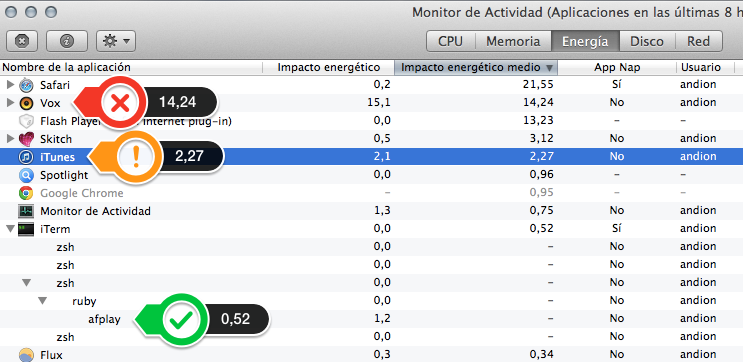 Monitor de Actividad (Aplicaciones en las últimas 8 h
CPU Memoria Energía Disco Red
Nombre de la aplicación Impacto energético Impacto energético medio App Nap Usuario
Safari 0,2 21,55 Sí andion
Vox 14,24 15,1 14,24 No andion
Flash Player internet plug-in) 0,0 13,23 – –
Skitch 0,5 3,12 No andion
iTunes 2,27 2,1 2,27 No andion
Spotlight 0,0 0,96 – –
Google Chrome – 0,95 – –
Monitor de Actividad 1,3 0,75 No andion
iTerm 0,0 0,52 Sí andion
zsh 0,0 – No andion
zsh 0,0 – No andion
zsh 0,0 – No andion
ruby 0,0 – No andion
afplay 0,52 1,2 – No andion
zsh 0,0 – No andion
Flux 0,3 0,34 No andion